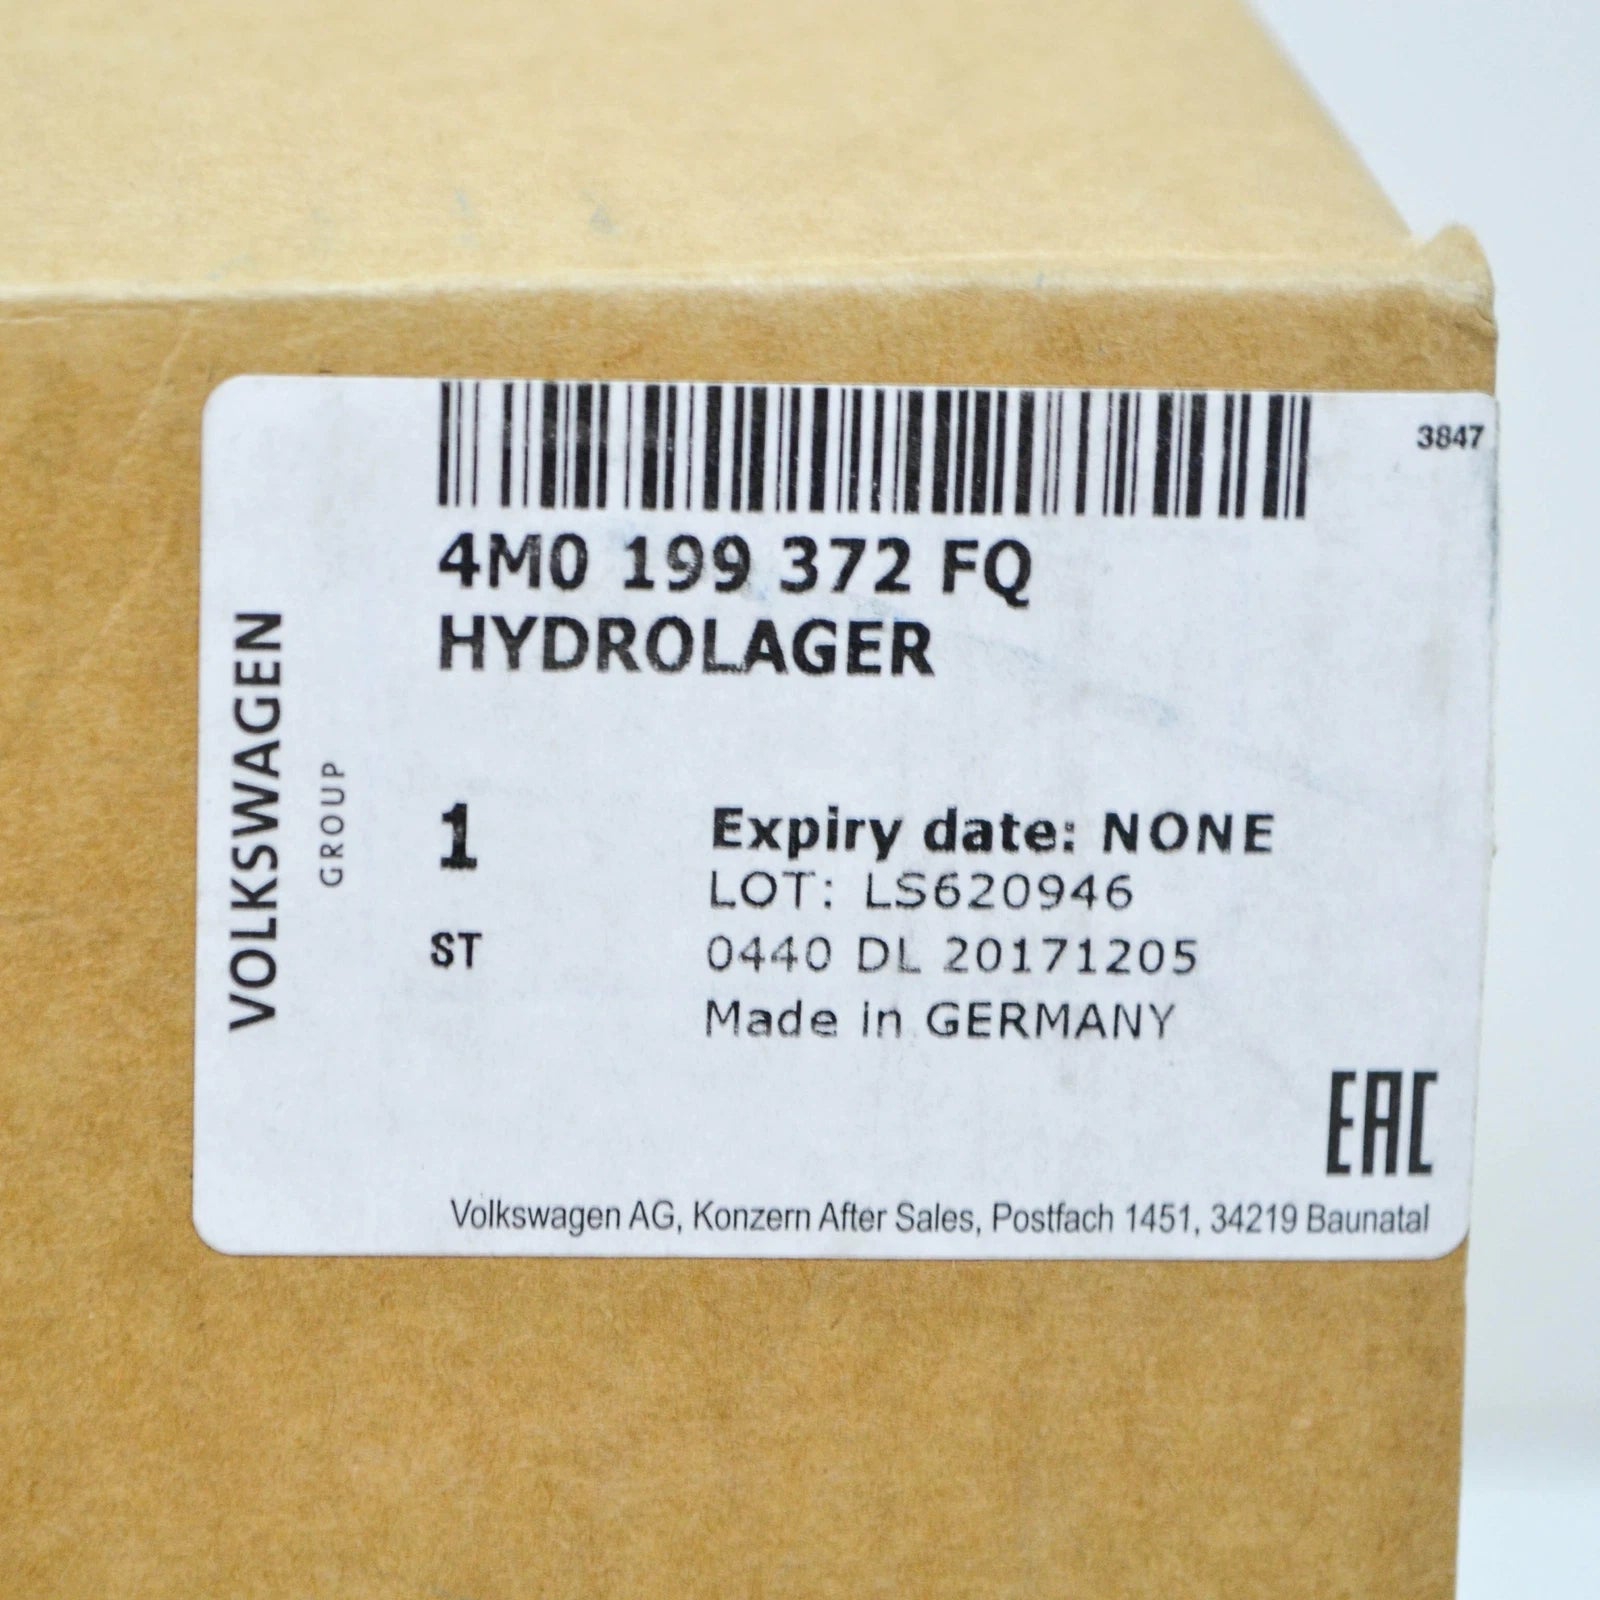 3847
4M0 199 372 FQ
HYDROLAGER
VOLKSWAGEN
GROUP
1
ST
Expiry date: NONE
LOT: LS620946
0440 DL 20171205
Made in GERMANY
EAC
Volkswagen AG, Konzern After Sales, Postfach 1451, 34219 Baunatal